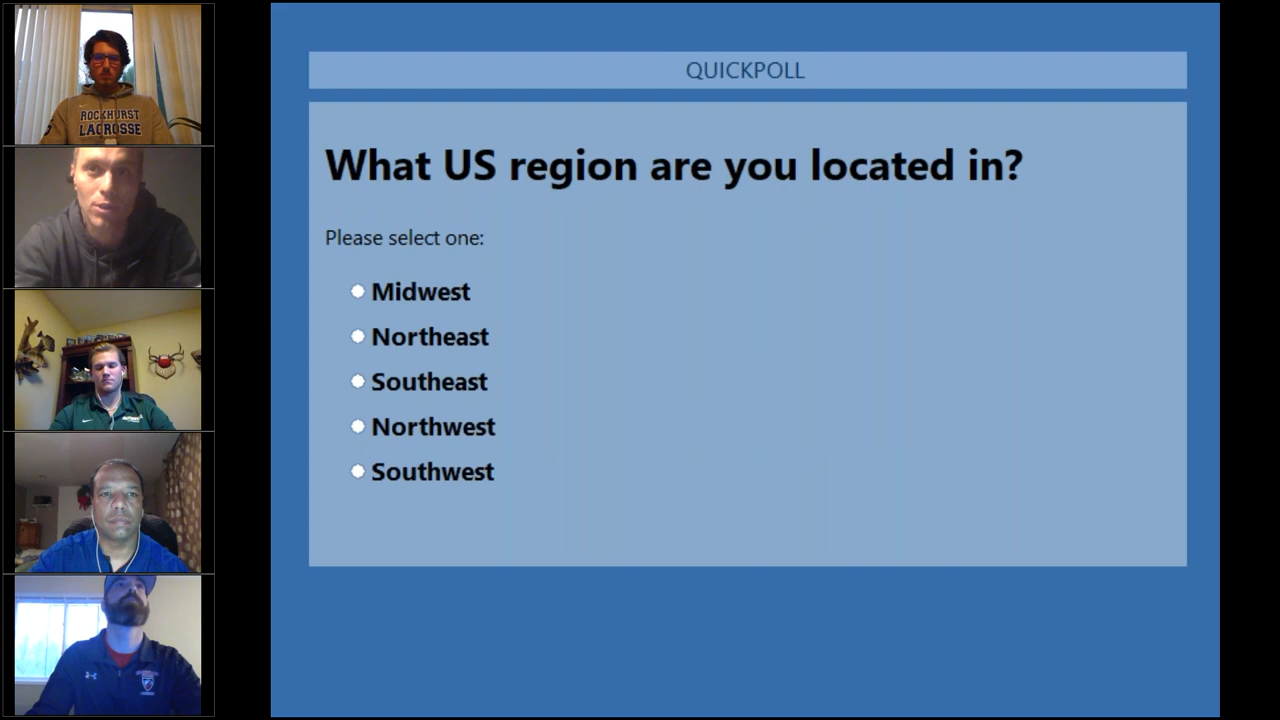 ROCKHURST
LACROSSE
QUICKPOLL
What US region are you located in?
Please select one:
Midwest
Northeast
Southeast
Northwest
Southwest